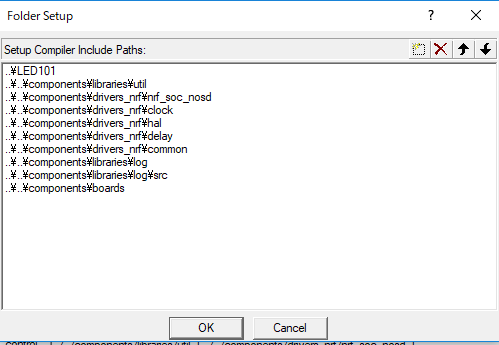 Folder Setup
Setup Compiler Include Paths:
..¥LED101
..¥..¥components¥libraries¥util
..¥..¥components¥drivers_nrf¥nrf_soc_nosd
..¥..¥components¥drivers_nrf¥clock
..¥..¥components¥drivers_nrf¥hal
..¥..¥components¥drivers_nrf¥delay
..¥..¥components¥drivers_nrf¥common
..¥..¥components¥libraries¥log
..¥..¥components¥libraries¥log¥src
..¥..¥components¥boards
OK Cancel